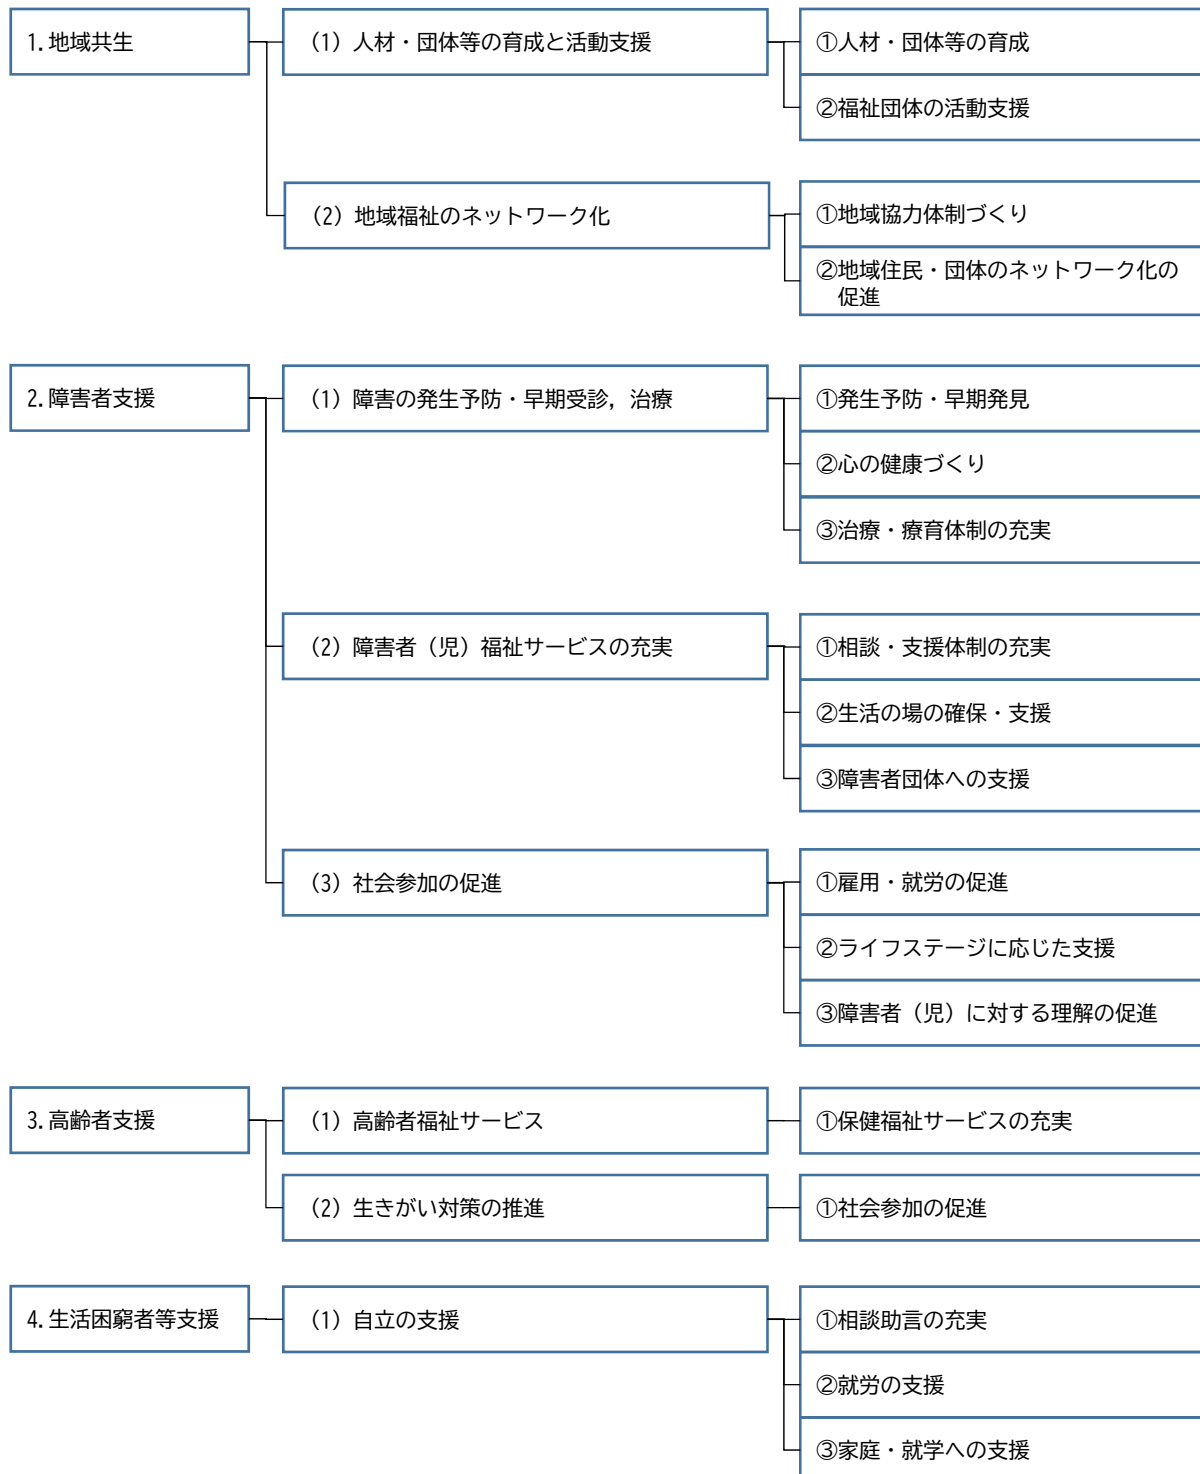 1.地域共生
(1) 人材・団体等の育成と活動支援
①人材・団体等の育成
②福祉団体の活動支援
(2) 地域福祉のネットワーク化
①地域協力体制づくり
②地域住民・団体のネットワーク化の
促進
2.障害者支援
(1) 障害の発生予防・早期受診，治療
①発生予防・早期発見
②心の健康づくり
③治療・療育体制の充実
(2) 障害者（児）福祉サービスの充実
①相談・支援体制の充実
②生活の場の確保・支援
③障害者団体への支援
(3) 社会参加の促進
①雇用・就労の促進
②ライフステージに応じた支援
③障害者（児）に対する理解の促進
3.高齢者支援
(1) 高齢者福祉サービス
①保健福祉サービスの充実
(2) 生きがい対策の推進
①社会参加の促進
4.生活困窮者等支援
(1) 自立の支援
①相談助言の充実
②就労の支援
③家庭・就学への支援